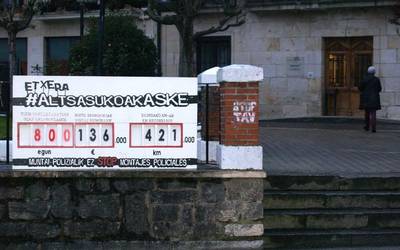 ETXERA
#ALTSASUKOAKASKE
800 136.000 421.000
egun € km
MUNTAI POLIZIALIK EZ STOP MONTAJES POLICIALES
STOP
TAV